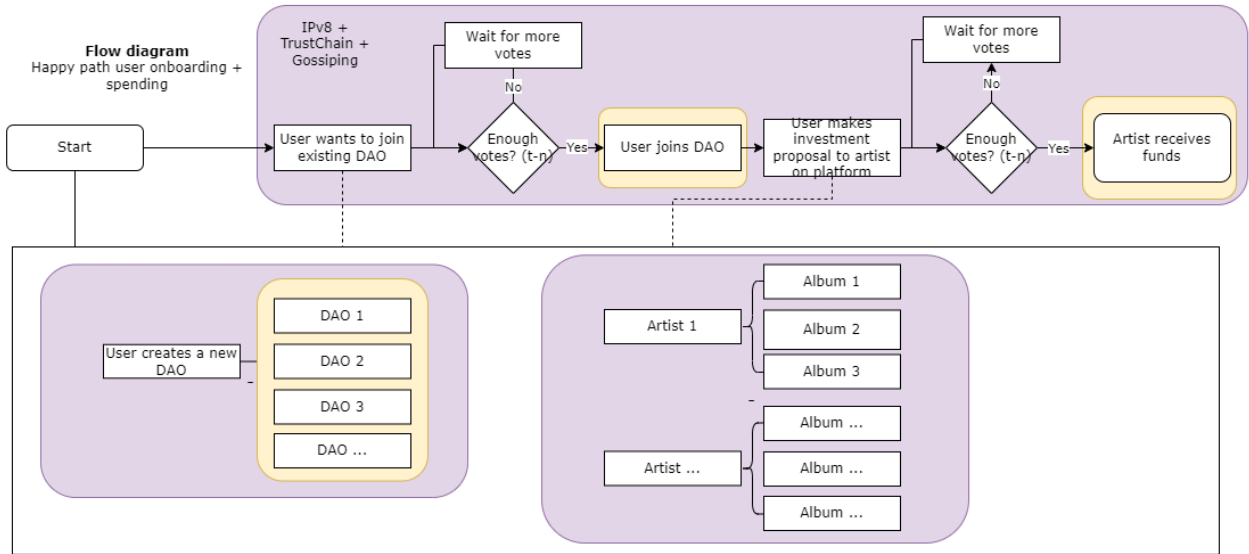 Flow diagram
Happy path user onboarding +
spending
IPv8 +
TrustChain +
Gossiping
Wait for more
votes
Wait for more
votes
No
No
Start
User wants to join
existing DAO
Enough
votes? (t-n)
Yes
User joins DAO
User makes
investment
proposal to artist
on platform
Enough
votes? (t-n)
Yes
Artist receives
funds
User creates a new
DAO
-
DAO 1
DAO 2
DAO 3
DAO ...
Artist 1
Album 1
Album 2
Album 3
-
Artist ...
Album ...
Album ...
Album ...